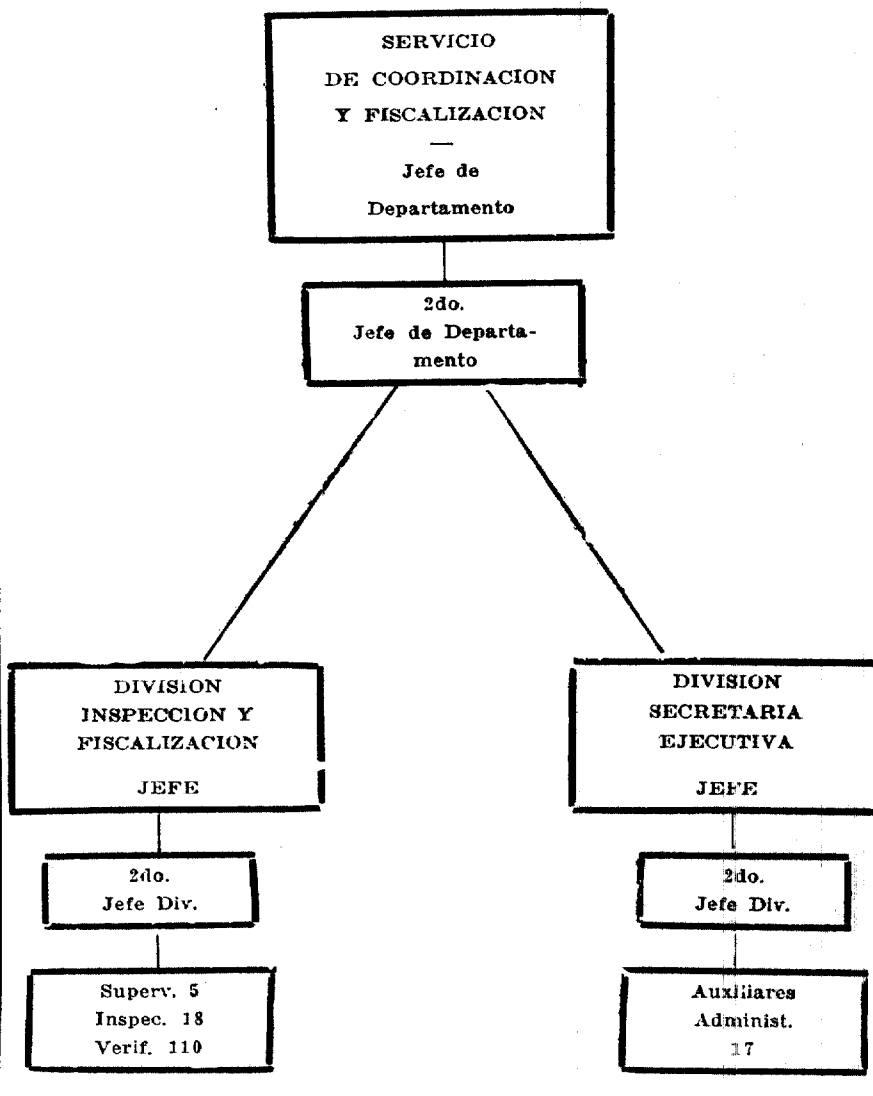 SERVICIO
DE COORDINACION
Y FISCALIZACION
—
Jefe de
Departamento
2do.
Jefe de Departa-
mento
DIVISION
INSPECCION Y
FISCALIZACION
JEFE
DIVISION
SECRETARIA
EJECUTIVA
JEFE
2do.
Jefe Div.
2do.
Jefe Div.
Superv. 5
Inspec. 18
Verif. 110
Auxiliares
Administ.
17